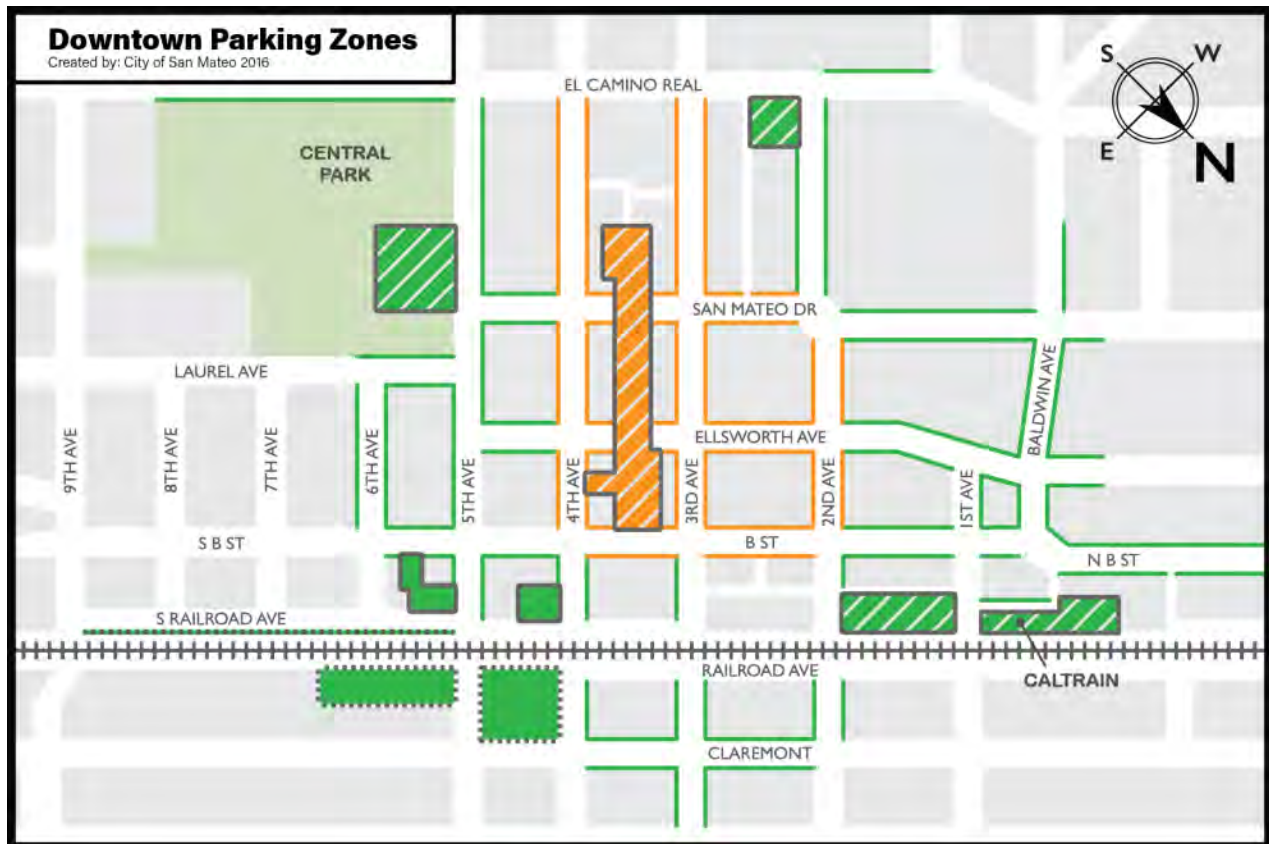 Downtown Parking Zones
Created by: City of San Mateo 2016
S
W
E
N
EL CAMINO REAL
CENTRAL
PARK
SAN MATEO DR
LAUREL AVE
BALDWIN AVE
ELLSWORTH AVE
9TH AVE
8TH AVE
7TH AVE
6TH AVE
5TH AVE
4TH AVE
3RD AVE
2ND AVE
1ST AVE
S B ST
B ST
N B ST
S RAILROAD AVE
RAILROAD AVE
CALTRAIN
CLAREMONT